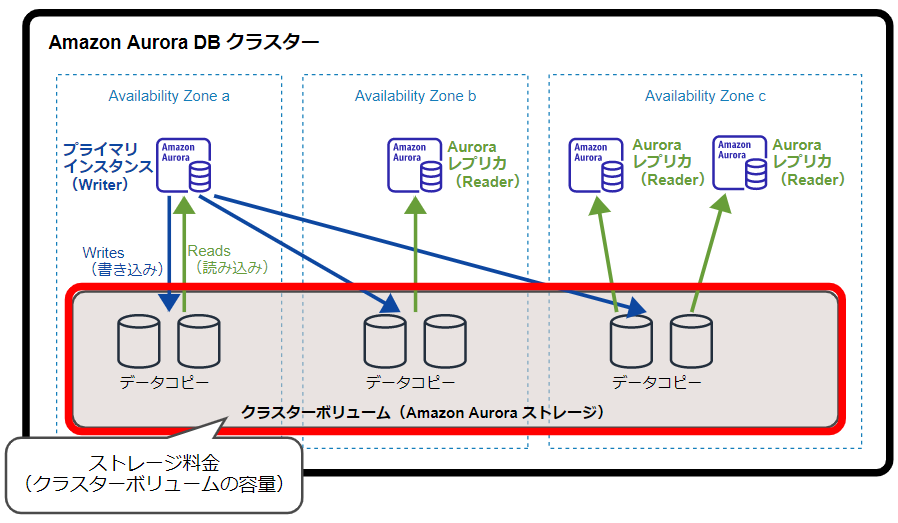 Amazon Aurora DB クラスター
Availability Zone a
Availability Zone b
Availability Zone c
プライマリ
インスタンス
（Writer）
Amazon
Aurora
Amazon
Aurora
Aurora
レプリカ
（Reader）
Amazon
Aurora
Aurora
レプリカ
（Reader）
Amazon
Aurora
Aurora
レプリカ
（Reader）
Writes
（書き込み）
Reads
（読み込み）
データコピー
データコピー
データコピー
クラスターボリューム（Amazon Aurora ストレージ）
ストレージ料金
（クラスターボリュームの容量）